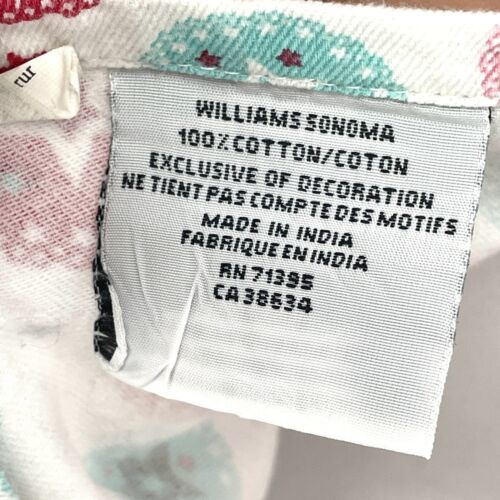 WILLIAMS SONOMA
100% COTTON/COTON
EXCLUSIVE OF DECORATION
NE TIENT PAS COMPTE DES MOTIFS
MADE IN INDIA
FABRIQUE EN INDIA
RN 71395
CA 38634